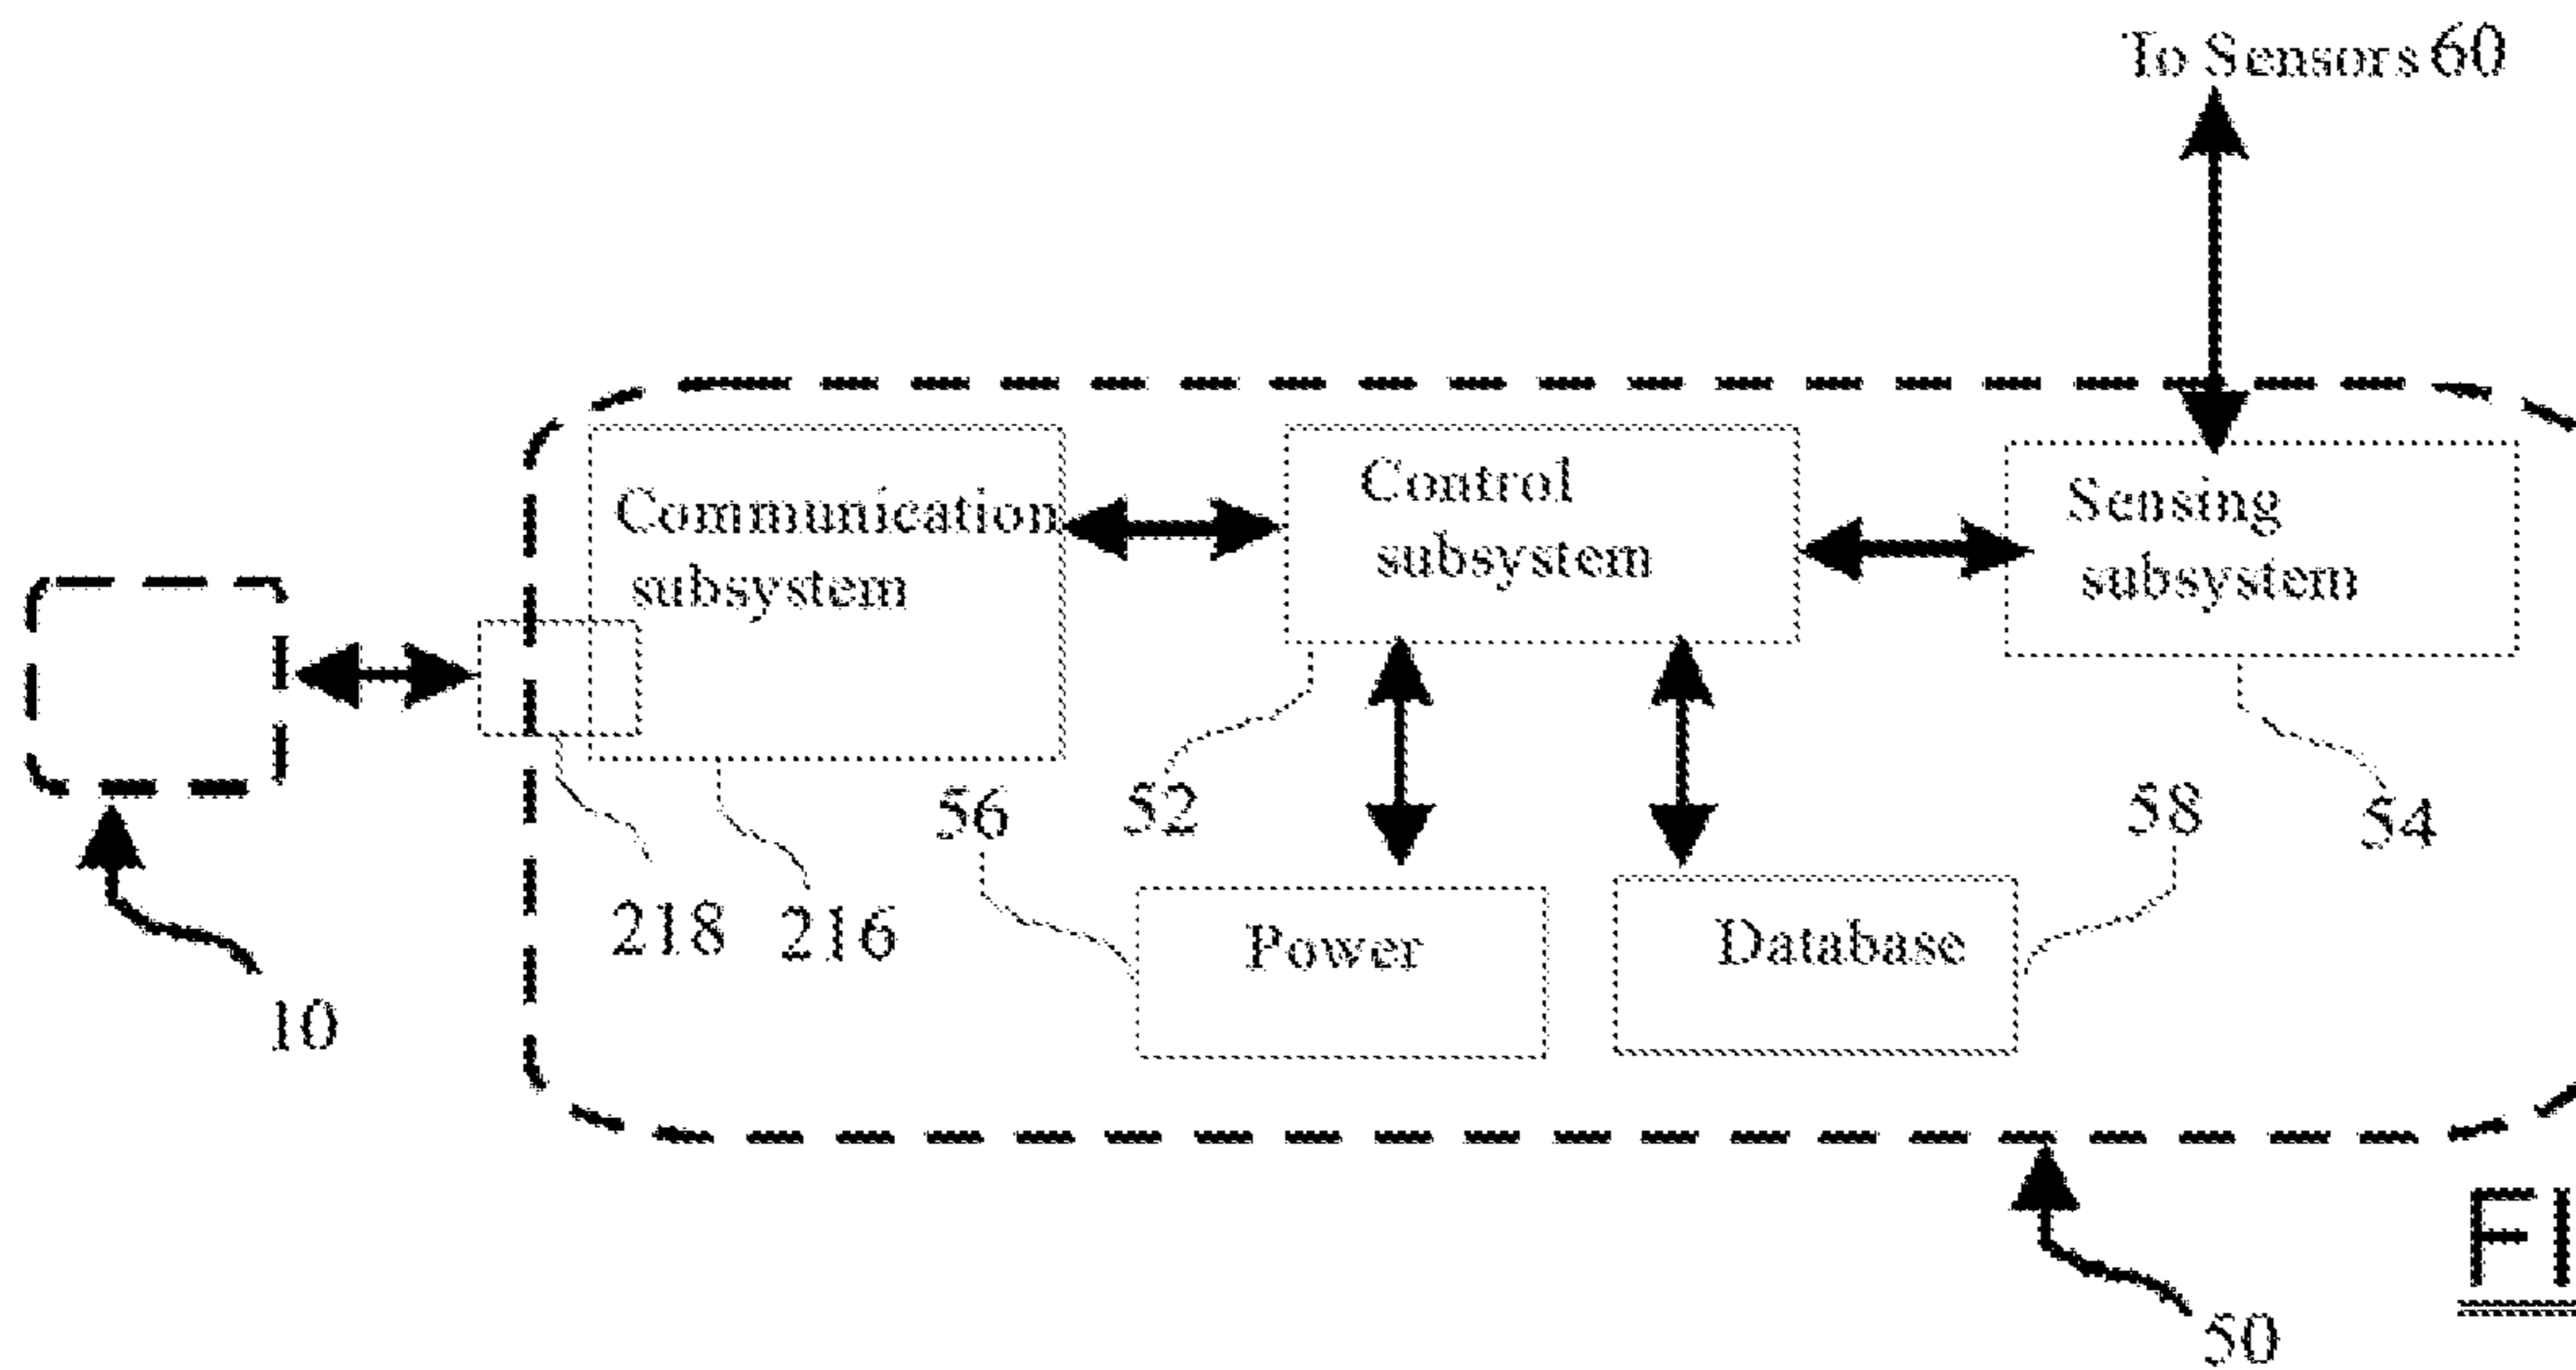 To Sensors 60
Communication
subsystem
Control
subsystem
Sensing
subsystem
56
52
58
54
218
216
Power
Database
10
50
FI